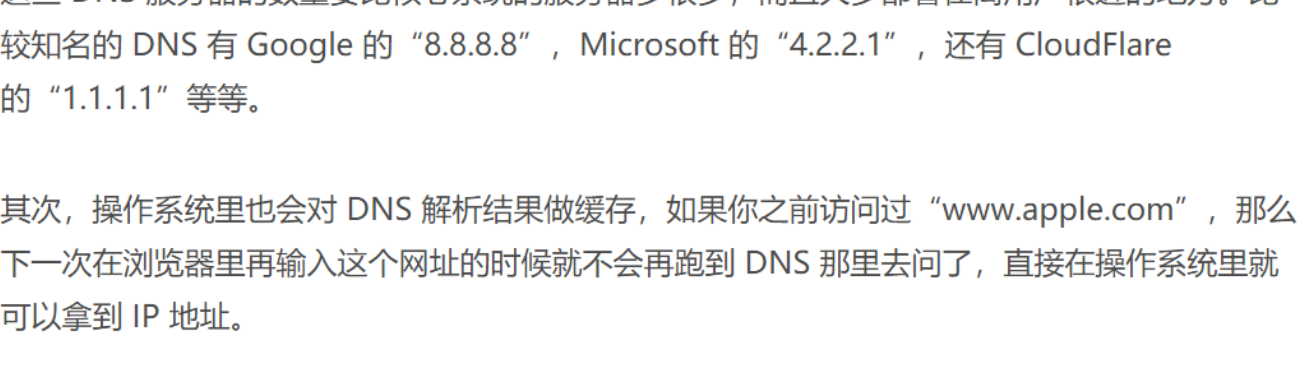 较知名的 DNS 有 Google 的“8.8.8.8”，Microsoft 的“4.2.2.1”，还有 CloudFlare
的“1.1.1.1”等等。
其次，操作系统里也会对 DNS 解析结果做缓存，如果你之前访问过“www.apple.com”，那么
下一次在浏览器里再输入这个网址的时候就不会再跑到 DNS 那里去问了，直接在操作系统里就
可以拿到 IP 地址。